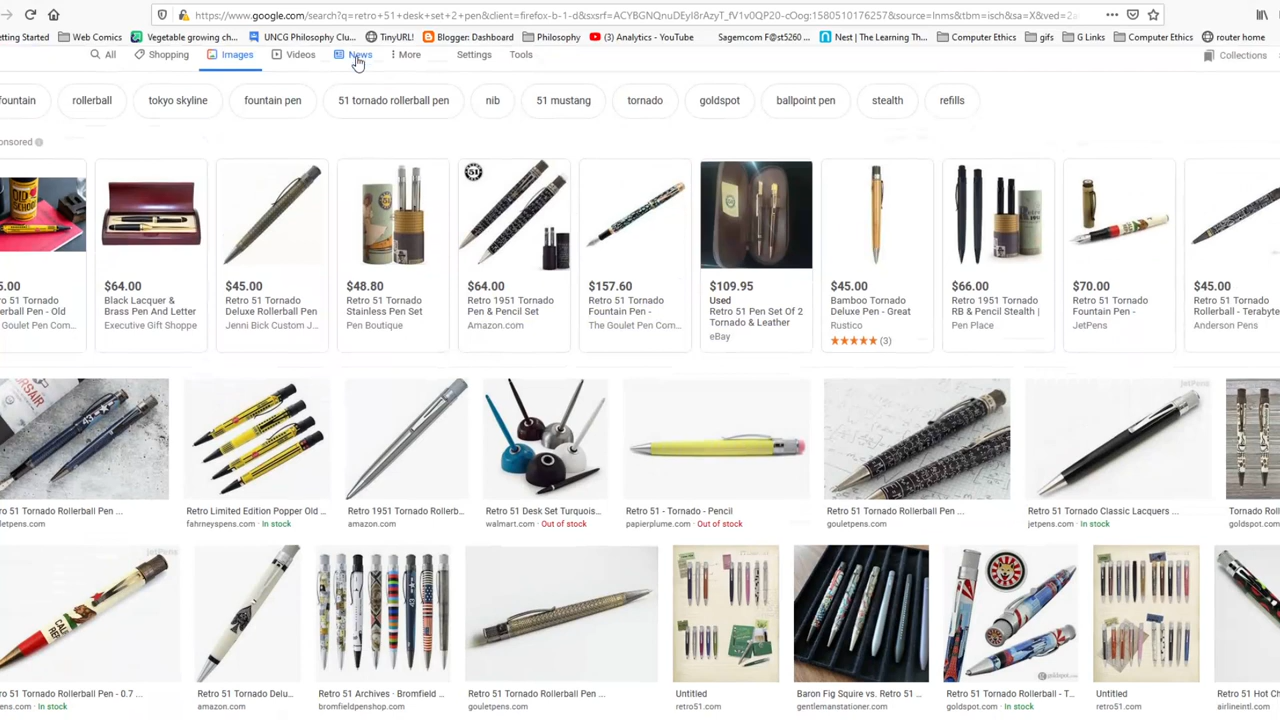 https://www.google.com/search?q=retro+51+desk+set+2+pen&client=firefox-b-1-d&sxsrf=ACYBGNQnuDEyI8rAzyT_fV1v0QP20-cOog:1580510176257&source=lnms&tbm=isch&sa=X&ved=2a
etting Started Web Comics Vegetable growing ch... UNCG Philosophy Clu... TinyURL! Blogger: Dashboard Philosophy (3) Analytics - YouTube Sagemcom F@st5260 ... Nest | The Learning Th... Computer Ethics gifs G Links Computer Ethics router home
All Shopping Images Videos News More Settings Tools Collections
fountain rollerball tokyo skyline fountain pen 51 tornado rollerball pen nib 51 mustang tornado goldspot ballpoint pen stealth refills
onsored
5.00 $64.00 $45.00 $48.80 $64.00 $157.60 $109.95 $45.00 $66.00 $70.00 $45.00
ro 51 Tornado Black Lacquer & Retro 51 Tornado Retro 51 Tornado Retro 1951 Tornado Retro 51 Tornado Used Bamboo Tornado Retro 1951 Tornado Retro 51 Tornado Retro 51 Tornado
erball Pen - Old Brass Pen And Letter Deluxe Rollerball Pen Stainless Pen Set Pen & Pencil Set Fountain Pen - Retro 51 Pen Set Of 2 Deluxe Pen - Great RB & Pencil Stealth | Fountain Pen - Rollerball - Terabyte
Goulet Pen Com... Executive Gift Shoppe Jenni Bick Custom J... Pen Boutique Amazon.com The Goulet Pen Com... Tornado & Leather Rustico Pen Place JetPens Anderson Pens
eBay (3)
OLD SCHOOL
51
43
JetPens
Retro 51 Tornado Rollerball Pen ... Retro Limited Edition Popper Old ... Retro 1951 Tornado Rollerb... Retro 51 Desk Set Turquois... Retro 51 - Tornado - Pencil Retro 51 Tornado Rollerball Pen ... Retro 51 Tornado Classic Lacquers ... Tornado Roll
letpens.com fahrneyspens.com · In stock amazon.com walmart.com · Out of stock papierplume.com · Out of stock gouletpens.com jetpens.com · In stock goldspot.com
JetPens
goldspot
ro 51 Tornado Rollerball Pen - 0.7 ... Retro 51 Tornado Delu... Retro 51 Archives · Bromfield ... Retro 51 Tornado Rollerball Pen ... Untitled Baron Fig Squire vs. Retro 51 ... Retro 51 Tornado Rollerball - T... Untitled Retro 51 Hot Ch
ens.com · In stock amazon.com bromfieldpenshop.com gouletpens.com retro51.com gentlemanstationer.com goldspot.com · In stock retro51.com airlineintl.com